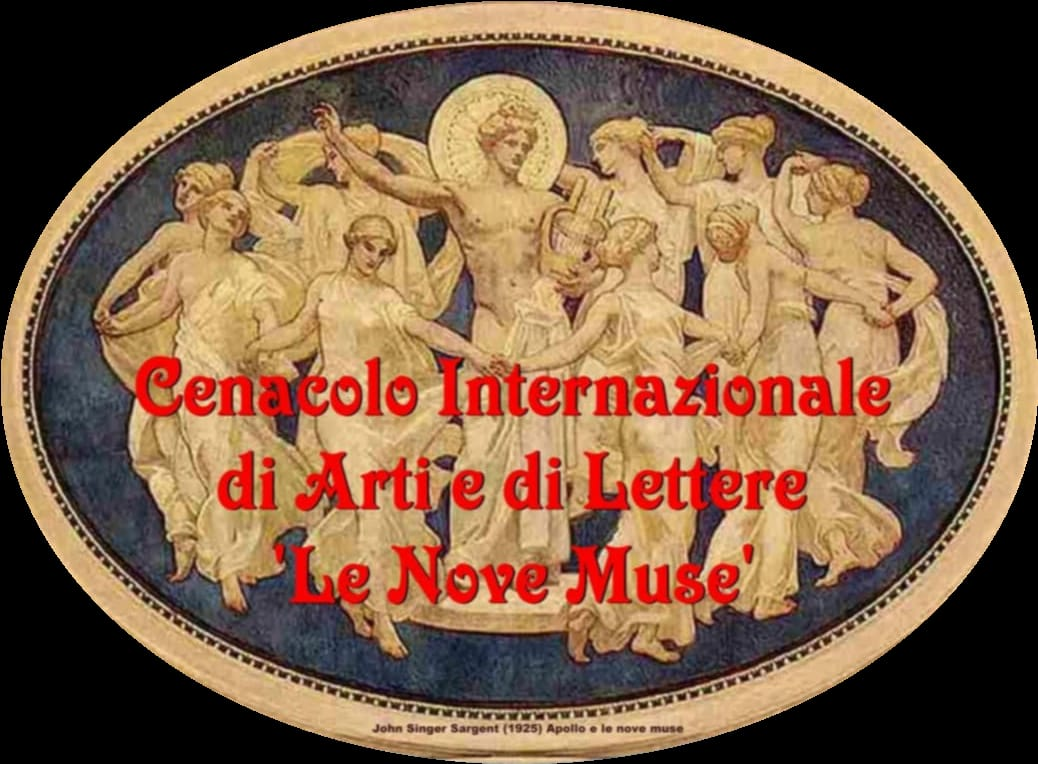 Cenacolo Internazionale
di Arti e di Lettere
'Le Nove Muse'
John Singer Sargent (1925) Apollo e le nove muse